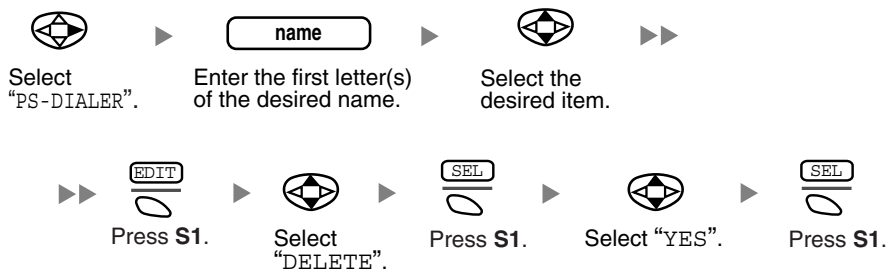 name
Select
"PS-DIALER".
Enter the first letter(s)
of the desired name.
Select the
desired item.
EDIT
SEL
SEL
Press S1.
Select
"DELETE".
Press S1.
Select "YES".
Press S1.